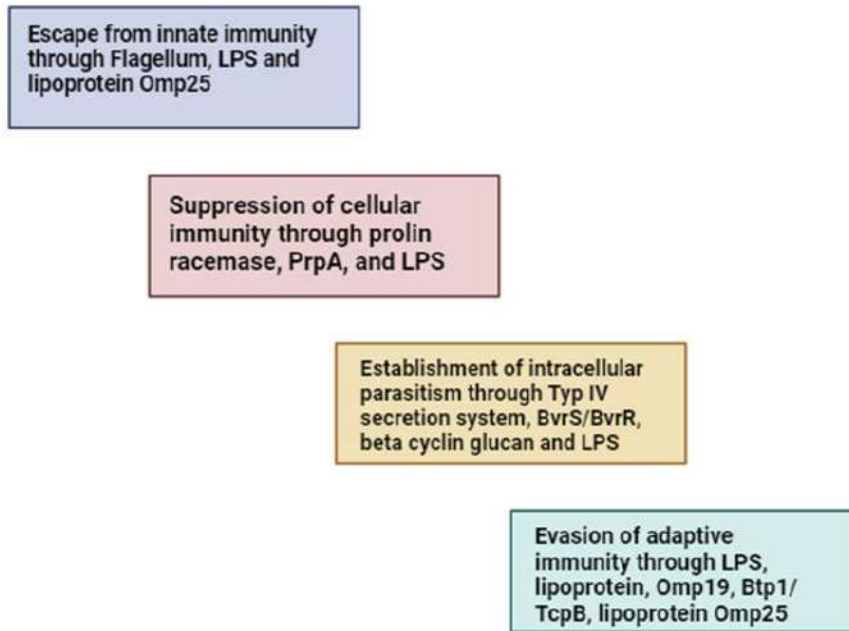 Escape from innate immunity
through Flagellum, LPS and
lipoprotein Omp25
Suppression of cellular
immunity through prolin
racemase, PrpA, and LPS
Establishment of intracellular
parasitism through Typ IV
secretion system, BvrS/BvrR,
beta cyclin glucan and LPS
Evasion of adaptive
immunity through LPS,
lipoprotein, Omp19, Btp1/
TcpB, lipoprotein Omp25